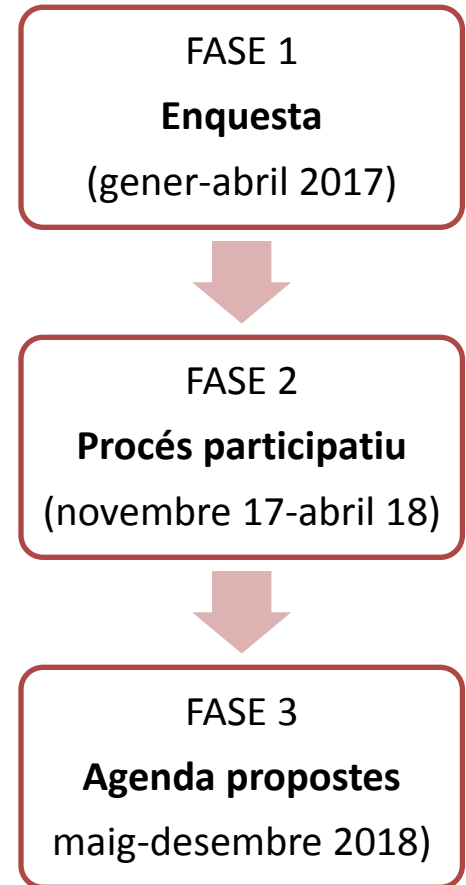 FASE 1
Enquesta
(gener-abril 2017)
FASE 2
Procés participatiu
(novembre 17-abril 18)
FASE 3
Agenda propostes
maig-desembre 2018)